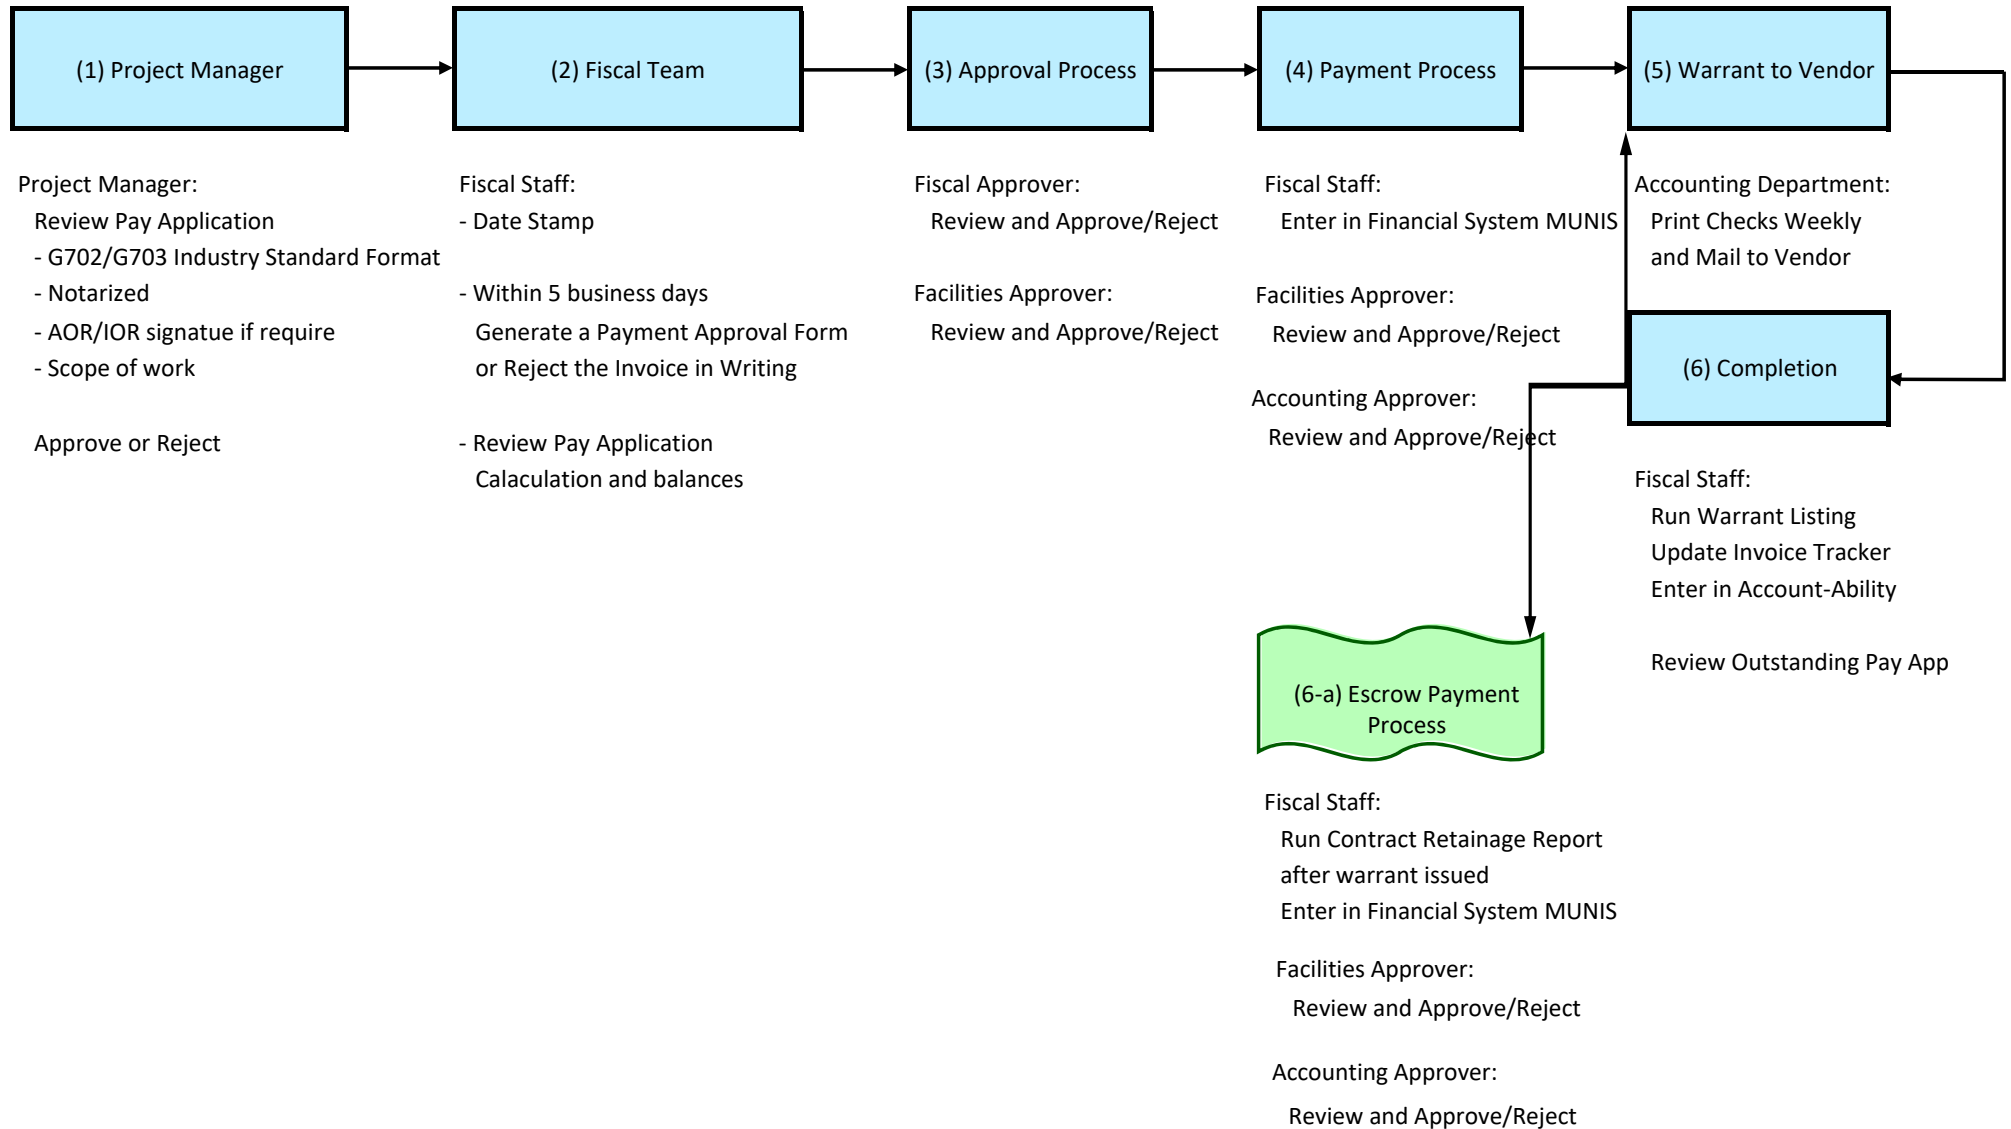 (1) Project Manager
(2) Fiscal Team
(3) Approval Process
(4) Payment Process
(5) Warrant to Vendor
Project Manager:
Review Pay Application
- G702/G703 Industry Standard Format
- Notarized
- AOR/IOR signatue if require
- Scope of work
Approve or Reject
Fiscal Staff:
- Date Stamp
- Within 5 business days
Generate a Payment Approval Form
or Reject the Invoice in Writing
- Review Pay Application
Calaculation and balances
Fiscal Approver:
Review and Approve/Reject
Facilities Approver:
Review and Approve/Reject
Fiscal Staff:
Enter in Financial System MUNIS
Facilities Approver:
Review and Approve/Reject
Accounting Approver:
Review and Approve/Reject
Accounting Department:
Print Checks Weekly
and Mail to Vendor
(6) Completion
Fiscal Staff:
Run Warrant Listing
Update Invoice Tracker
Enter in Account-Ability
Review Outstanding Pay App
(6-a) Escrow Payment
Process
Fiscal Staff:
Run Contract Retainage Report
after warrant issued
Enter in Financial System MUNIS
Facilities Approver:
Review and Approve/Reject
Accounting Approver:
Review and Approve/Reject